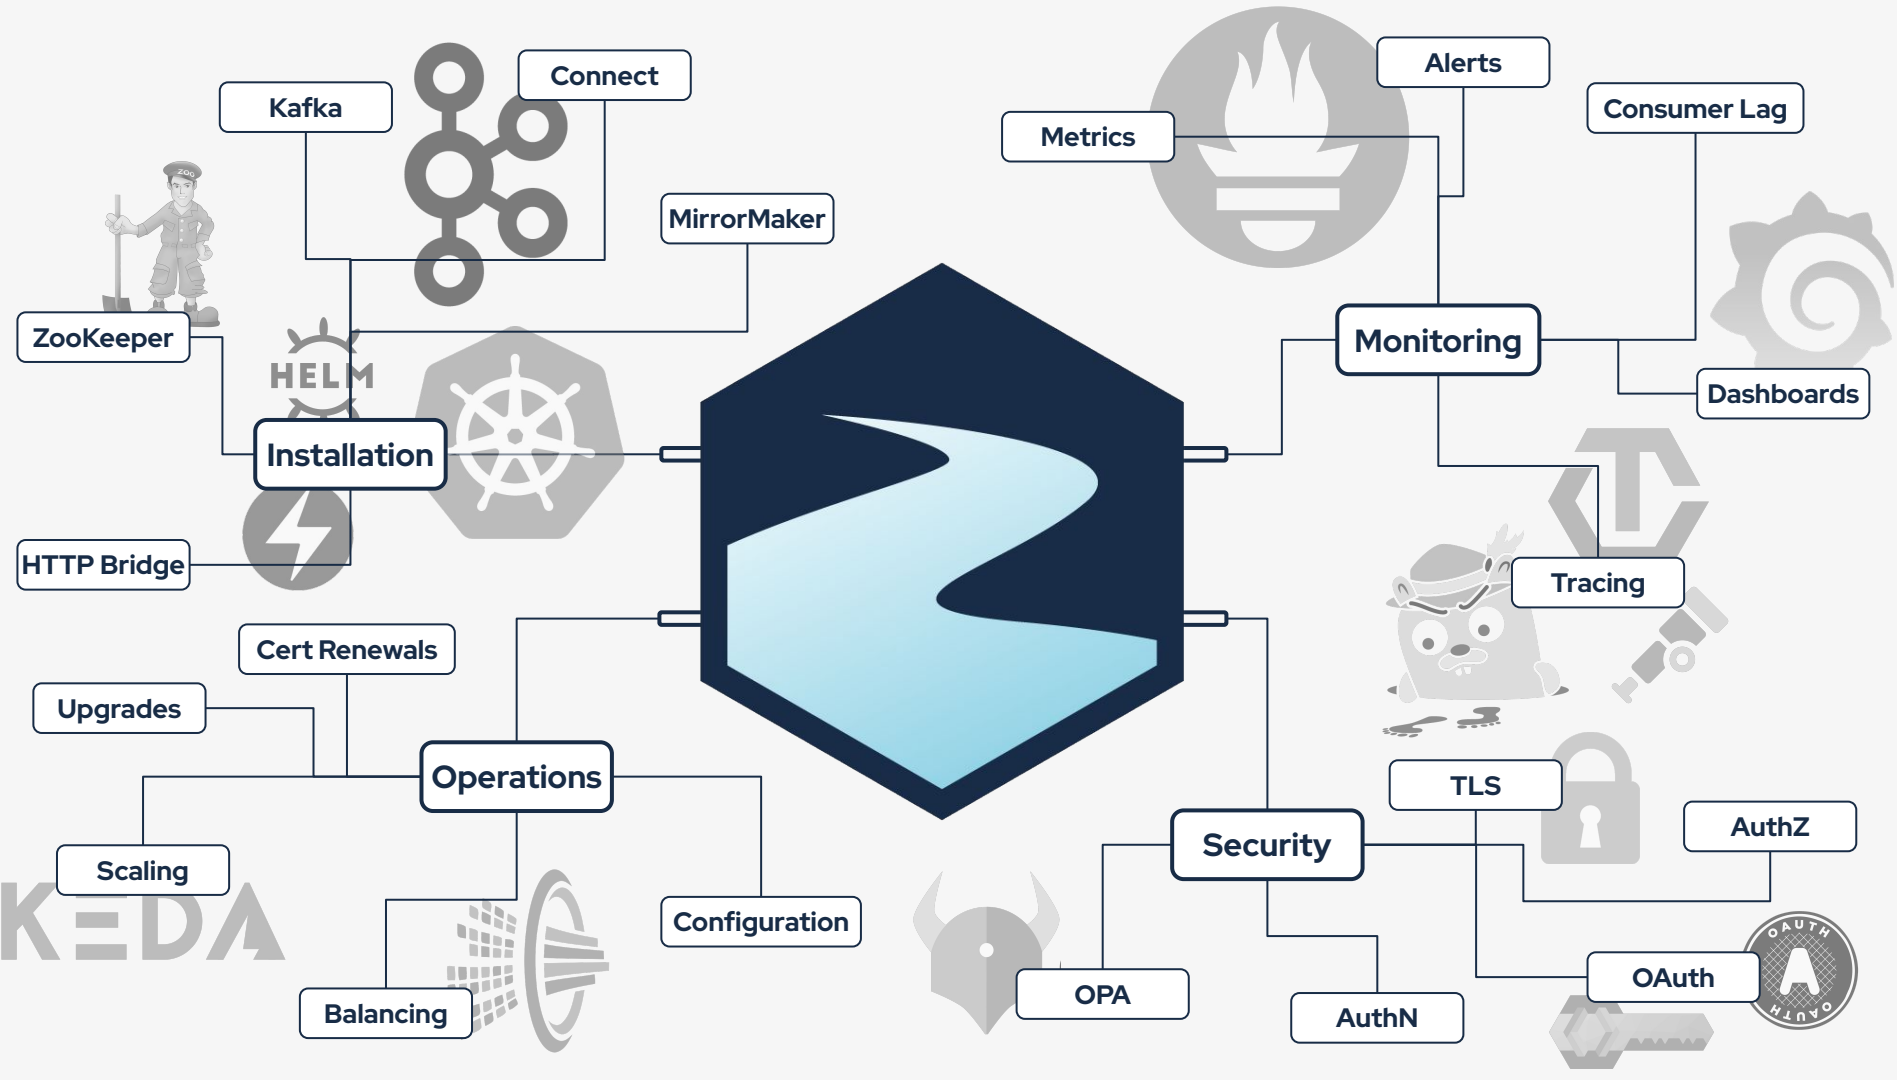 Connect
Kafka
ZOO
MirrorMaker
ZooKeeper
HELM
Installation
HTTP Bridge
Alerts
Metrics
Consumer Lag
Monitoring
Dashboards
Tracing
Cert Renewals
Upgrades
Operations
Scaling
KEDA
Configuration
Balancing
TLS
AuthZ
Security
OAUTH
A
OAUTH
OAuth
OPA
AuthN